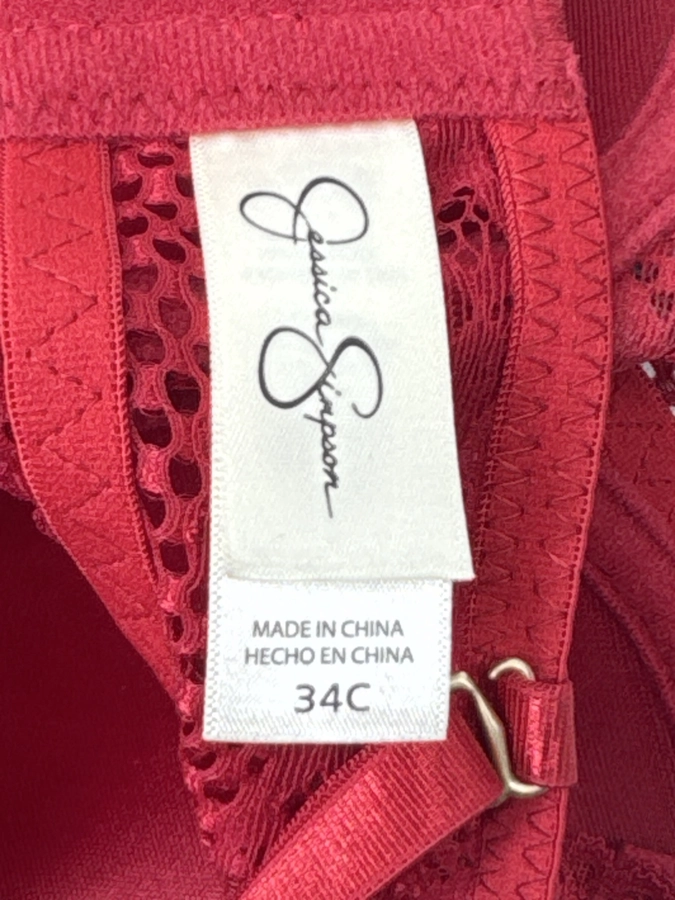 Jessica Simpson
MADE IN CHINA
HECHO EN CHINA
34C